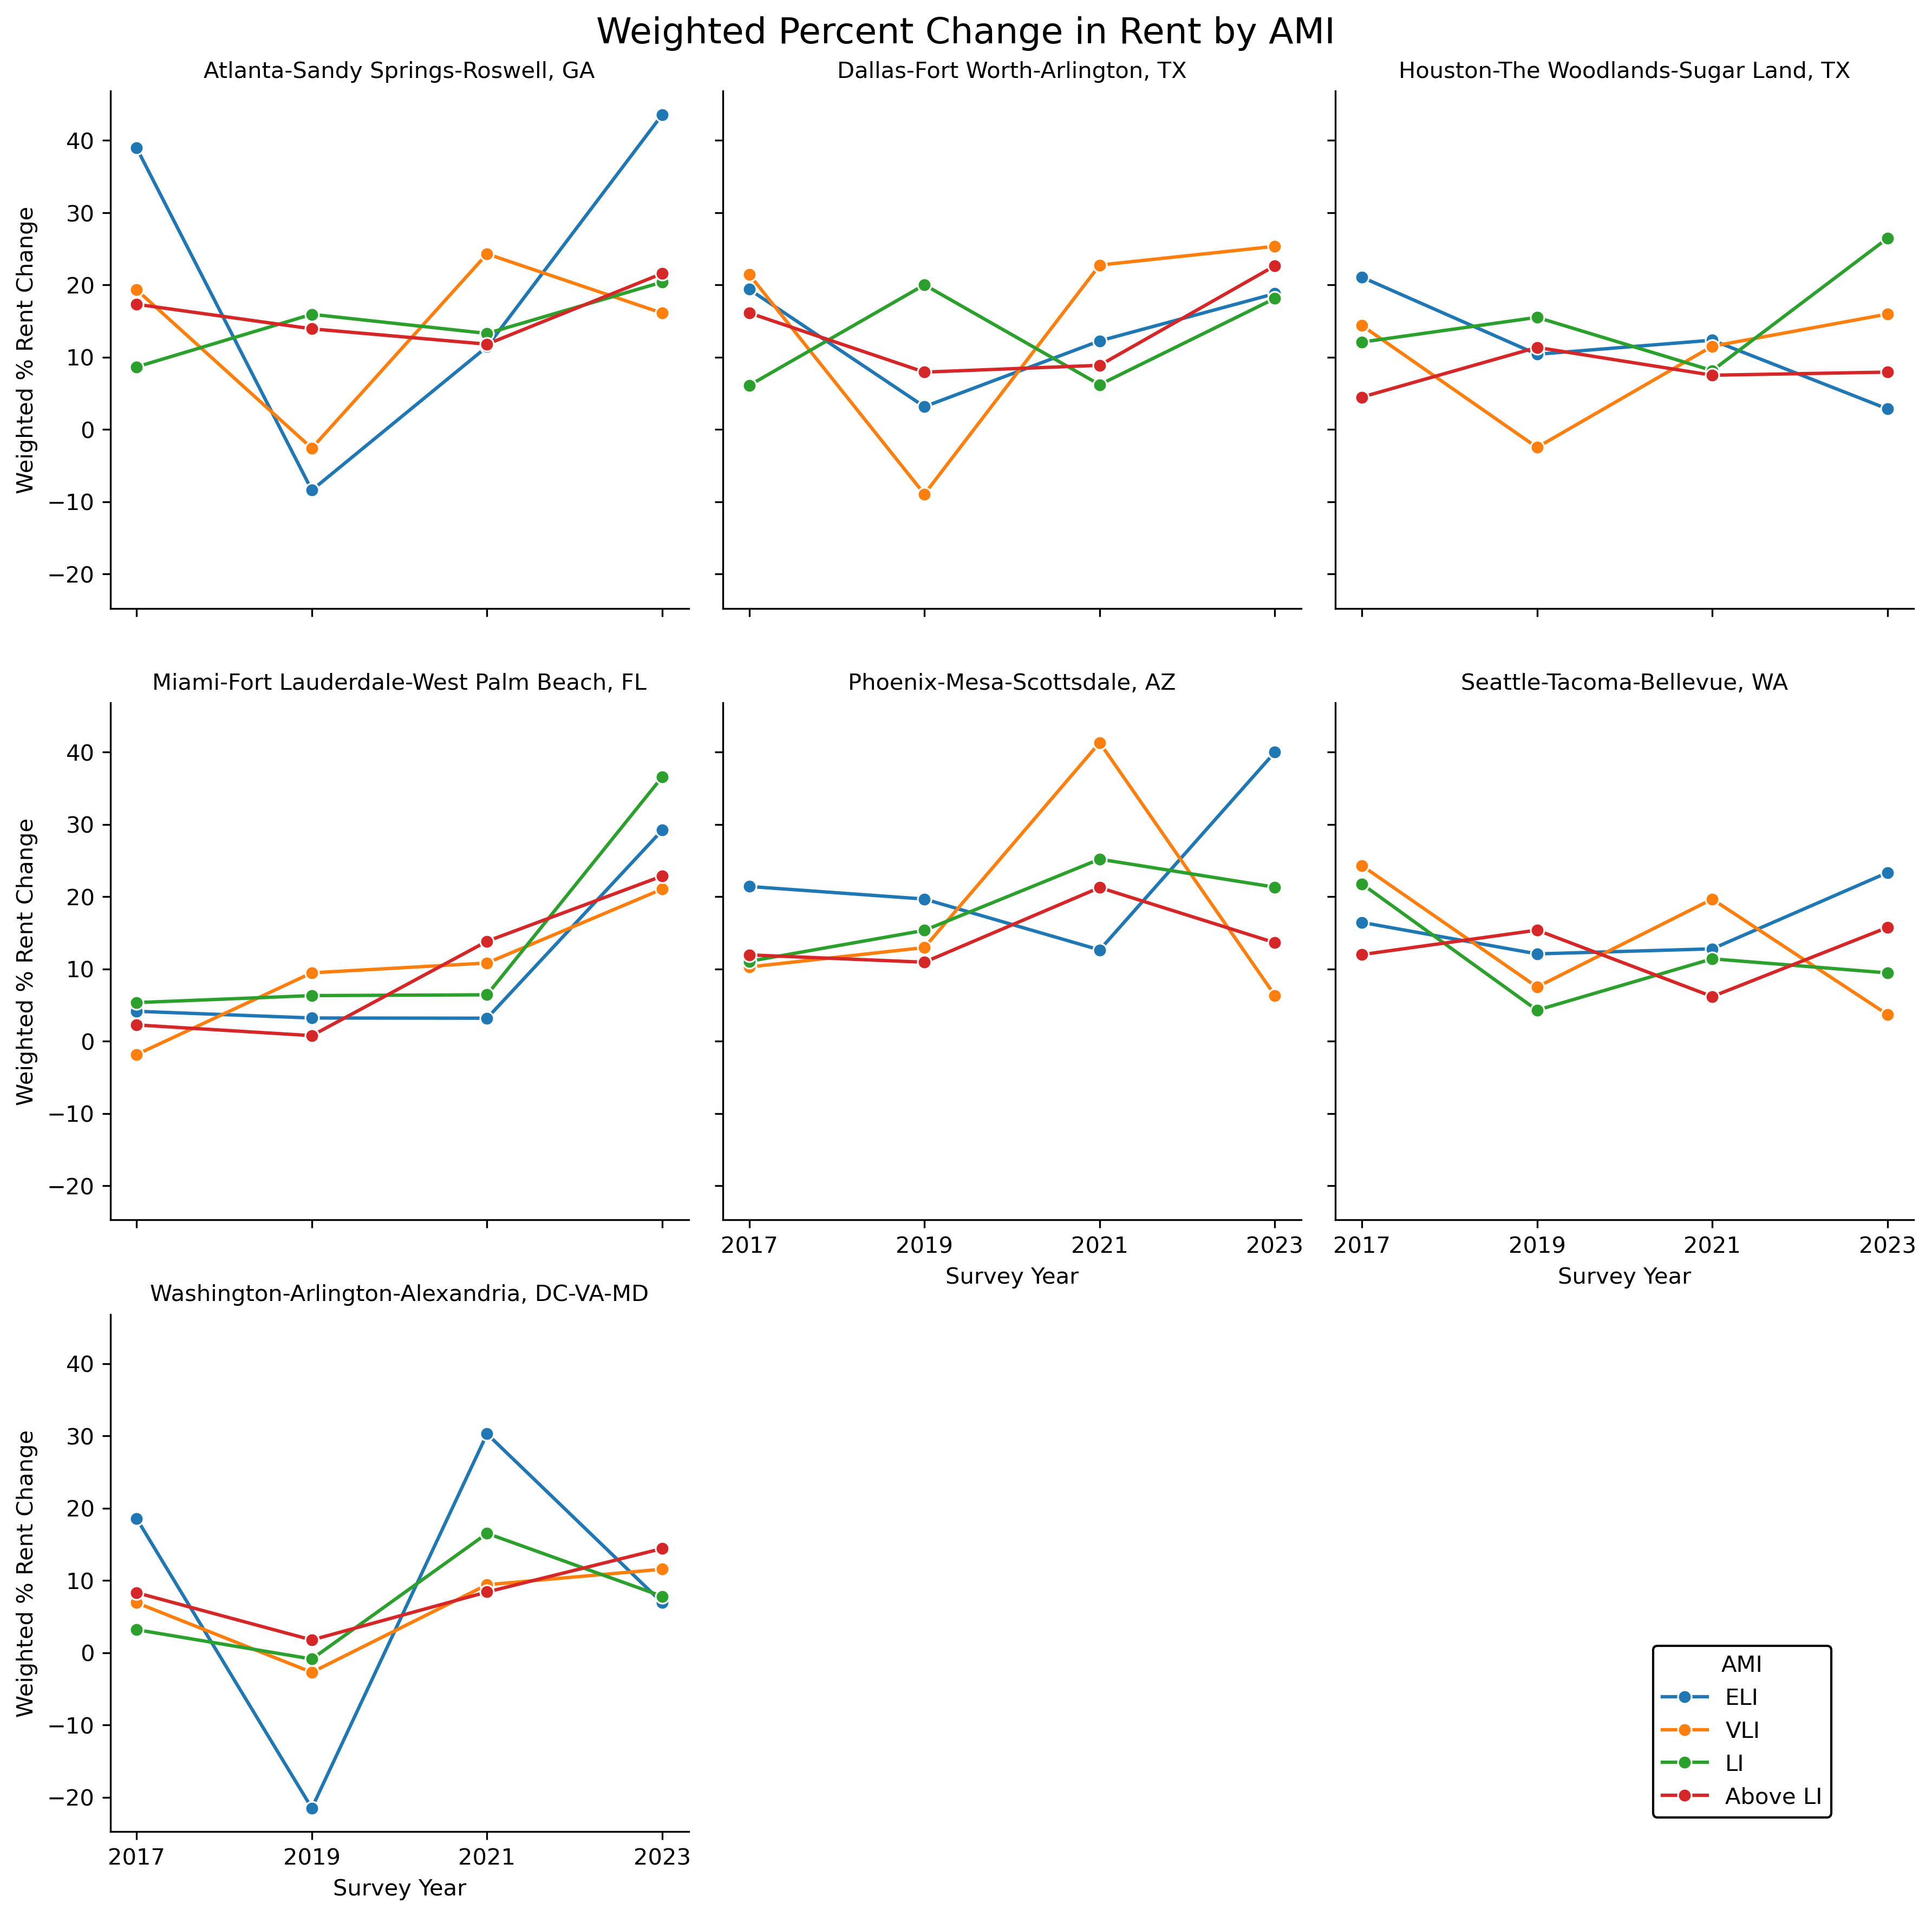 Weighted Percent Change in Rent by AMI
Atlanta-Sandy Springs-Roswell, GA
Dallas-Fort Worth-Arlington, TX
Houston-The Woodlands-Sugar Land, TX
Weighted % Rent Change
40
30
20
10
0
−10
−20
Miami-Fort Lauderdale-West Palm Beach, FL
Phoenix-Mesa-Scottsdale, AZ
Seattle-Tacoma-Bellevue, WA
Weighted % Rent Change
40
30
20
10
0
−10
−20
2017 2019 2021 2023
Survey Year
2017 2019 2021 2023
Survey Year
Washington-Arlington-Alexandria, DC-VA-MD
Weighted % Rent Change
40
30
20
10
0
−10
−20
2017 2019 2021 2023
Survey Year
AMI
ELI
VLI
LI
Above LI